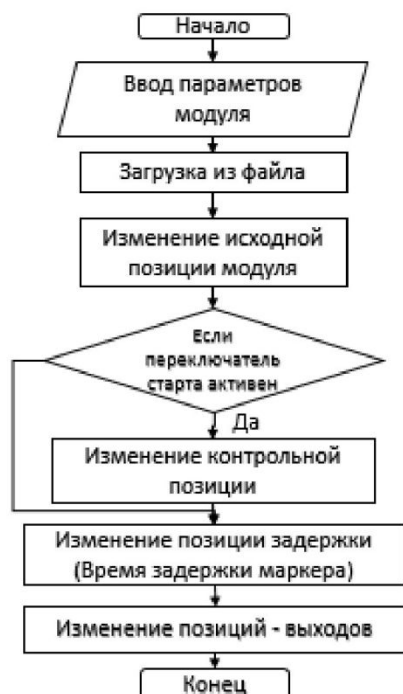 Начало
Ввод параметров
модуля
Загрузка из файла
Изменение исходной
позиции модуля
Если
переключатель
старта активен
Да
Изменение контрольной
позиции
Изменение позиции задержки
(Время задержки маркера)
Изменение позиций - выходов
Конец